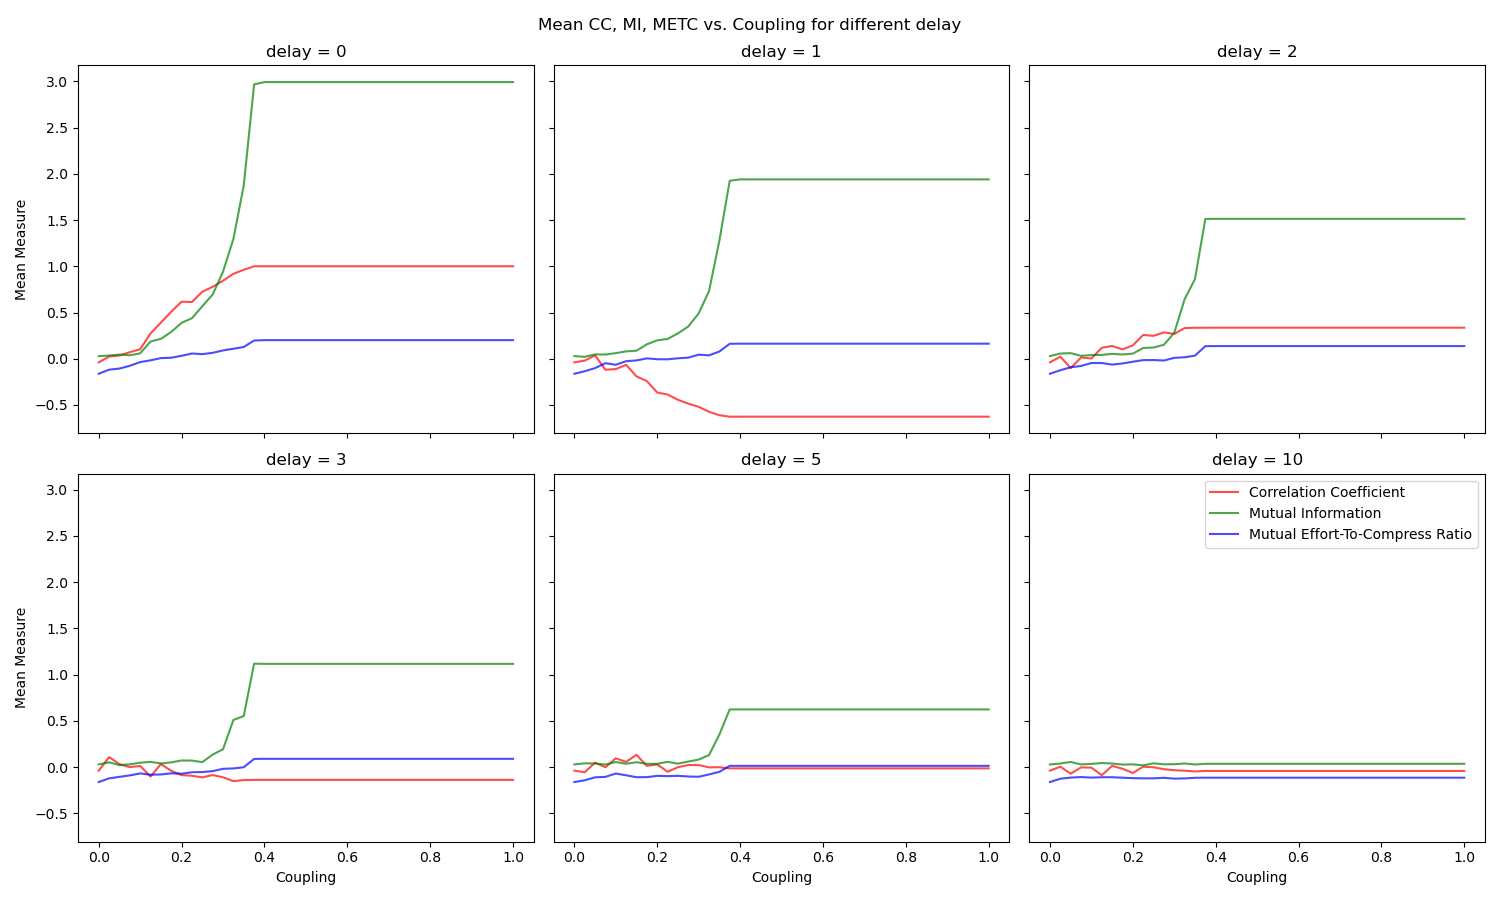 Mean CC, MI, METC vs. Coupling for different delay
delay = 0
delay = 1
delay = 2
3.0
2.5
2.0
1.5
1.0
0.5
0.0
−0.5
Mean Measure
delay = 3
delay = 5
delay = 10
3.0
2.5
2.0
1.5
1.0
0.5
0.0
−0.5
Mean Measure
Correlation Coefficient
Mutual Information
Mutual Effort-To-Compress Ratio
0.0 0.2 0.4 0.6 0.8 1.0
0.0 0.2 0.4 0.6 0.8 1.0
0.0 0.2 0.4 0.6 0.8 1.0
Coupling
Coupling
Coupling